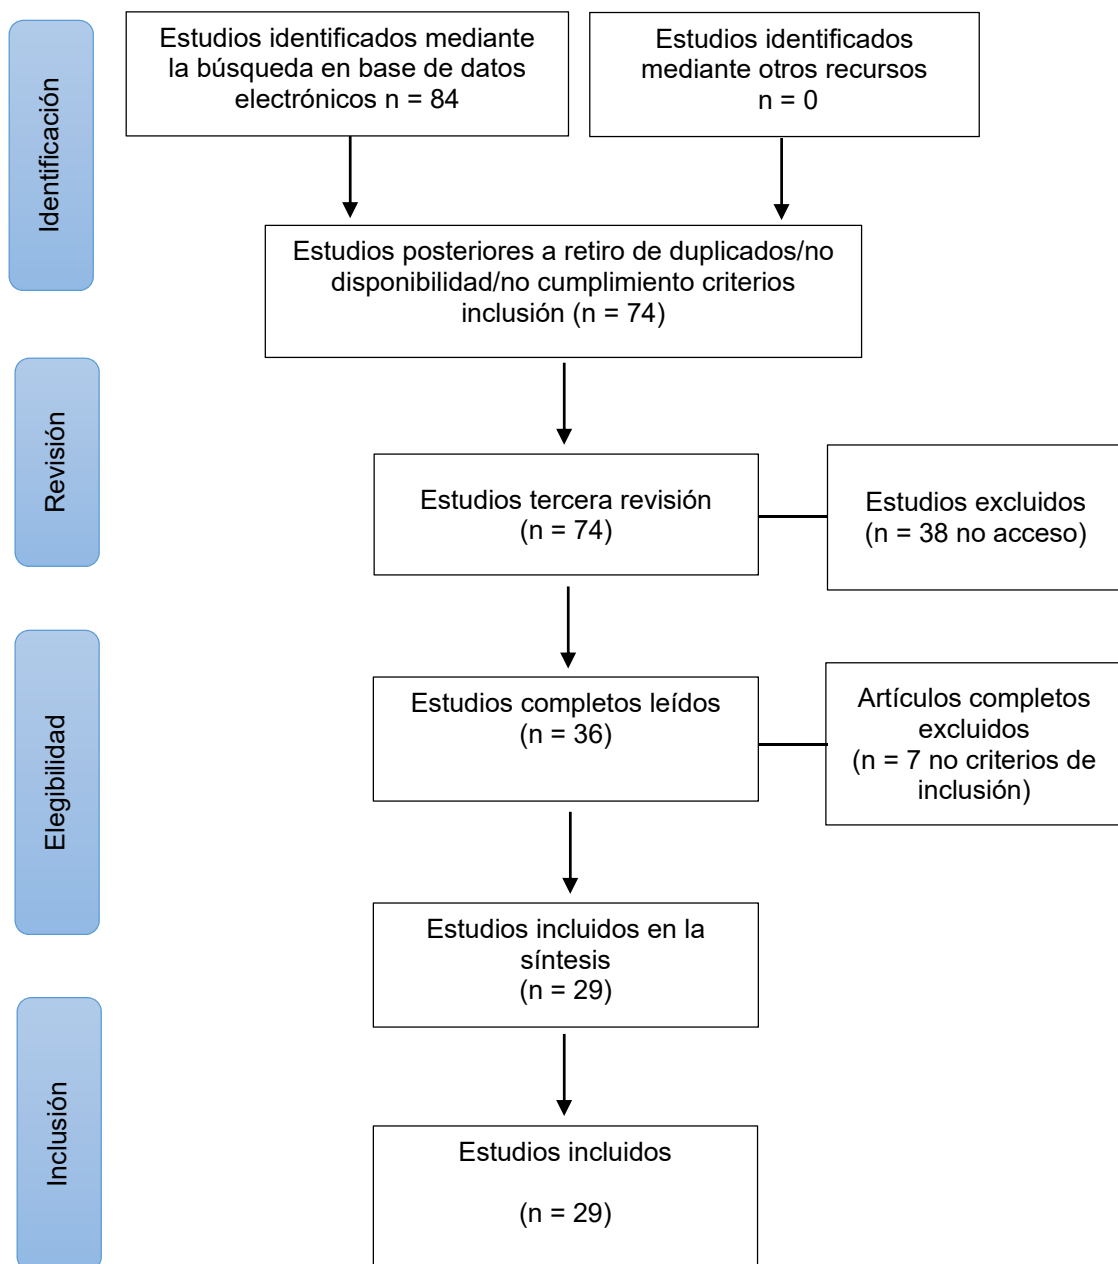 Identificación
Estudios identificados mediante
la búsqueda en base de datos
electrónicos n = 84
Estudios identificados
mediante otros recursos
n = 0
Estudios posteriores a retiro de duplicados/no
disponibilidad/no cumplimiento criterios
inclusión (n = 74)
Revisión
Estudios tercera revisión
(n = 74)
Estudios excluidos
(n = 38 no acceso)
Elegibilidad
Estudios completos leídos
(n = 36)
Artículos completos
excluidos
(n = 7 no criterios de
inclusión)
Estudios incluidos en la
síntesis
(n = 29)
Inclusión
Estudios incluidos
(n = 29)